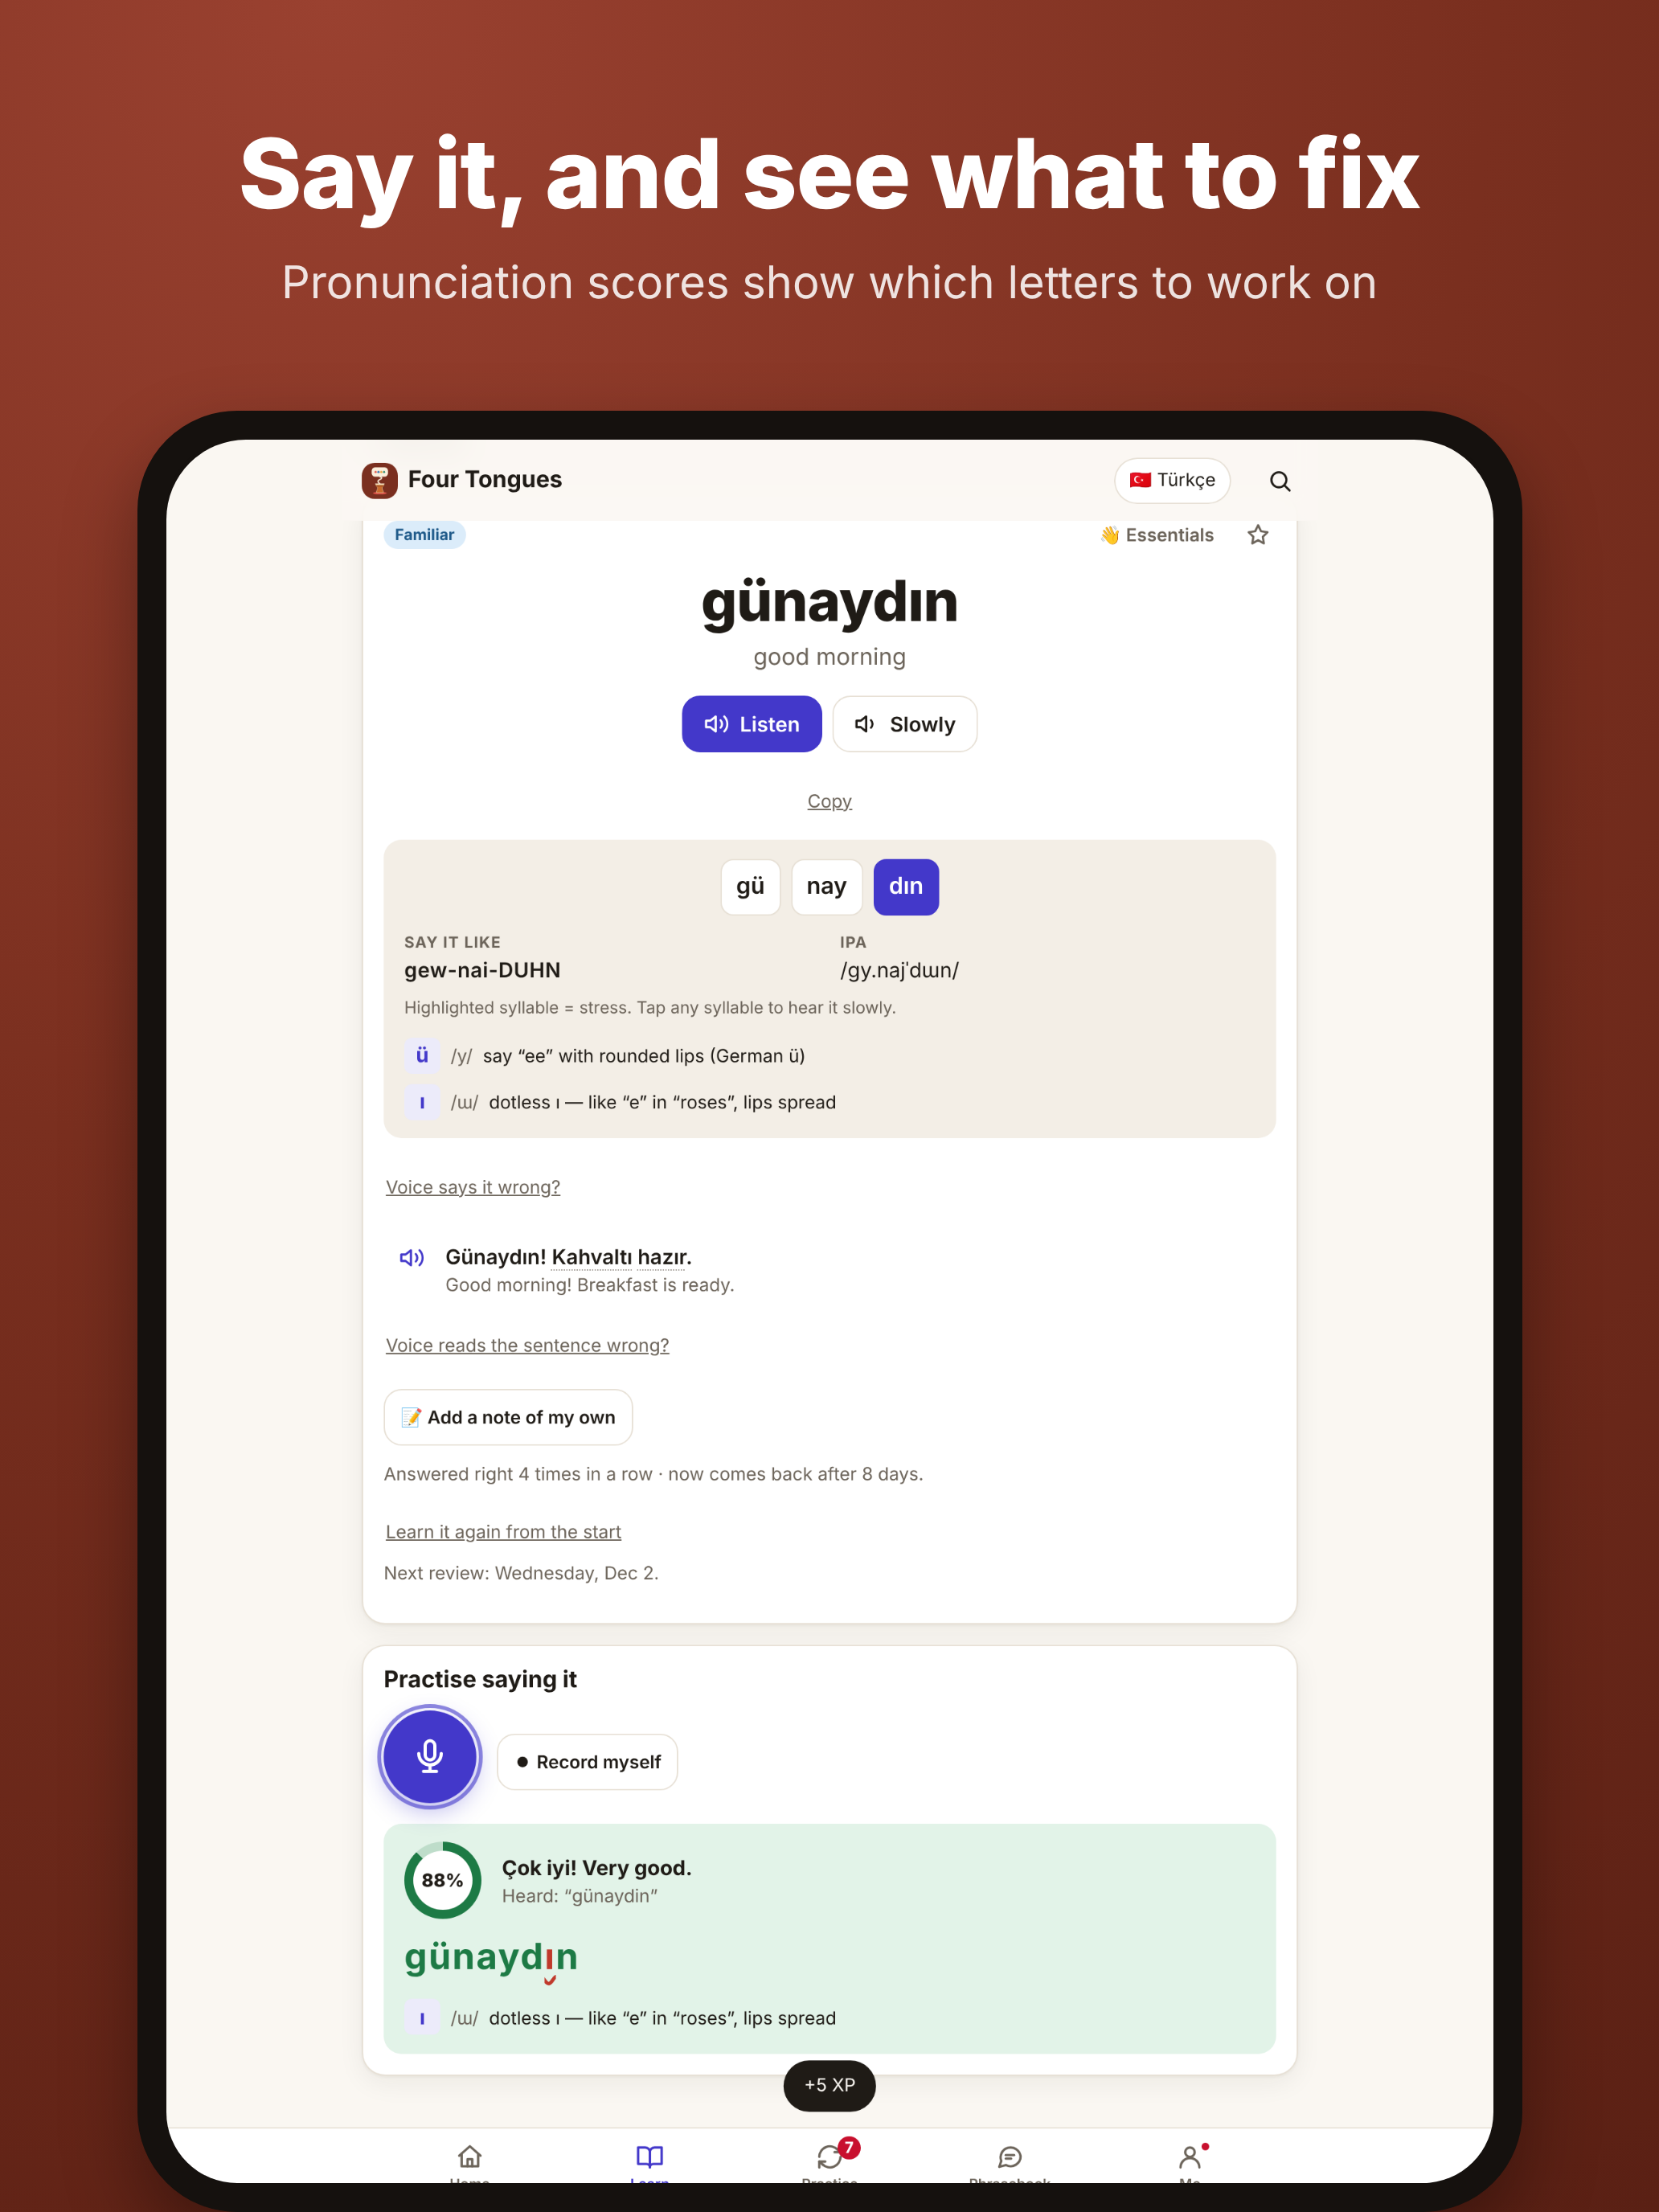 Say it, and see what to fix
Pronunciation scores show which letters to work on
Four Tongues
Türkçe
Familiar
👋 Essentials
günaydın
good morning
Listen
Slowly
Copy
gü nay dın
SAY IT LIKE
gew-nai-DUHN
IPA
/ɡy.najˈdɯn/
Highlighted syllable = stress. Tap any syllable to hear it slowly.
ü /y/ say “ee” with rounded lips (German ü)
ı /ɯ/ dotless ı — like “e” in “roses”, lips spread
Voice says it wrong?
Günaydın! Kahvaltı hazır.
Good morning! Breakfast is ready.
Voice reads the sentence wrong?
📝 Add a note of my own
Answered right 4 times in a row · now comes back after 8 days.
Learn it again from the start
Next review: Wednesday, Dec 2.
Practise saying it
Record myself
88%
Çok iyi! Very good.
Heard: “günaydin”
günaydın
ı /ɯ/ dotless ı — like “e” in “roses”, lips spread
+5 XP
7